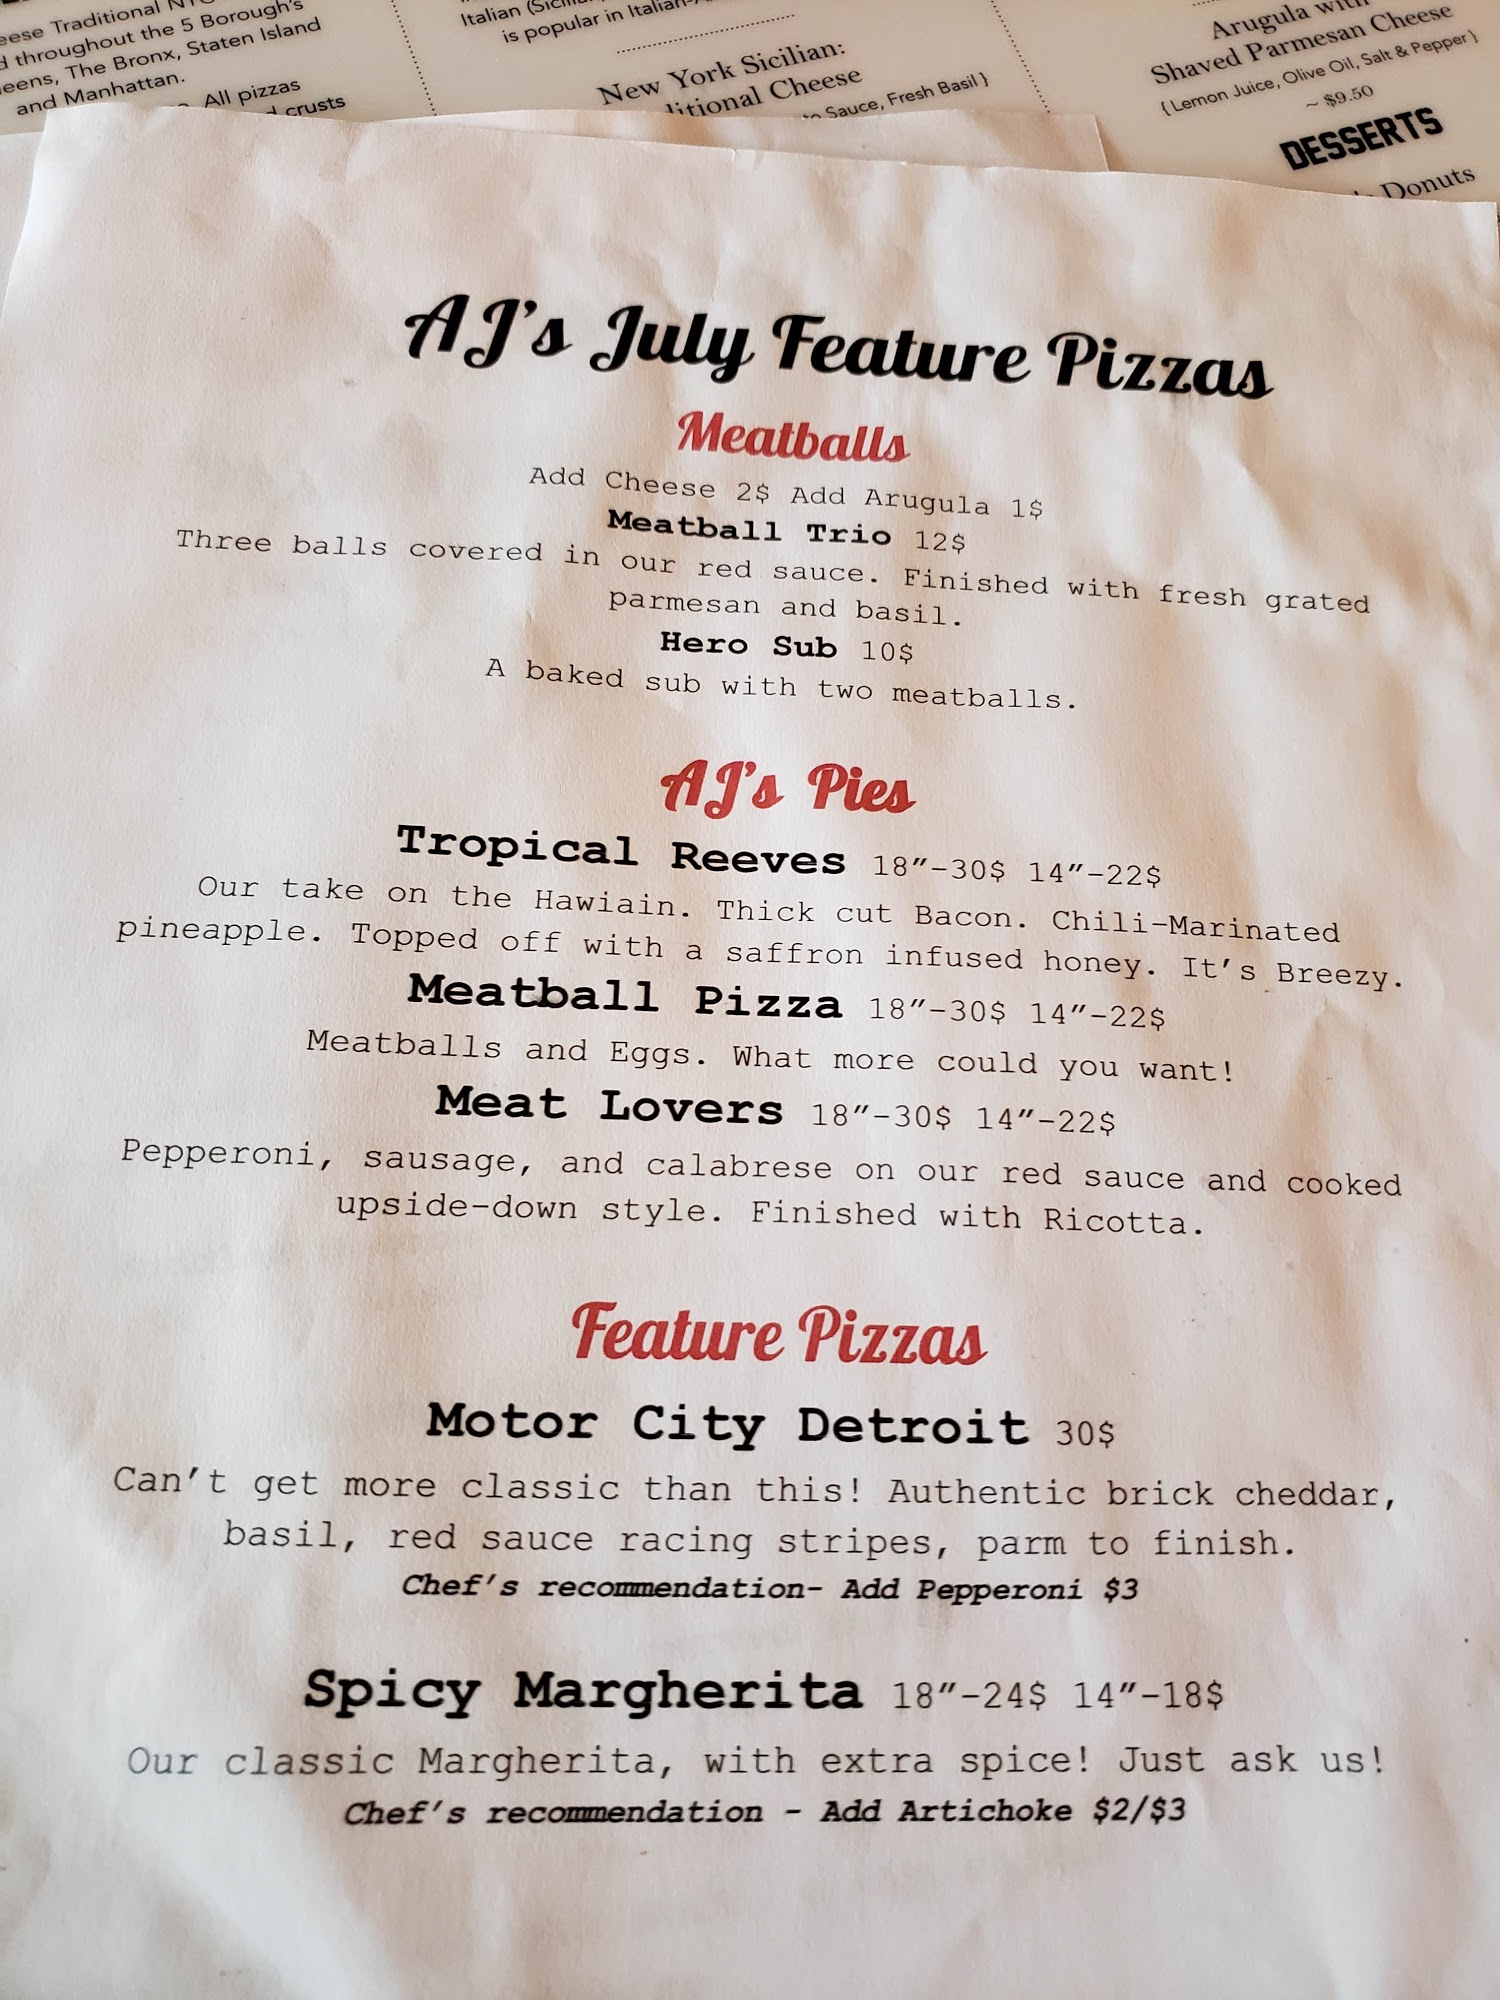 eese Traditional
throughout the 5 Borough's
eens, The Bronx, Staten Island
and Manhattan.
All pizzas
crusts
Italian
is popular in Italian-
New York Sicilian:
ditional Cheese
Sauce, Fresh Basil }
Arugula with
Shaved Parmesan Cheese
{ Lemon Juice, Olive Oil, Salt & Pepper }
~ $9.50
DESSERTS
Donuts
AJ's July Feature Pizzas
Meatballs
Add Cheese 2$ Add Arugula 1$
Meatball Trio 12$
Three balls covered in our red sauce. Finished with fresh grated
parmesan and basil.
Hero Sub 10$
A baked sub with two meatballs.
AJ's Pies
Tropical Reeves 18”-30$ 14”-22$
Our take on the Hawiain. Thick cut Bacon. Chili-Marinated
pineapple. Topped off with a saffron infused honey. It's Breezy.
Meatball Pizza 18”-30$ 14”-22$
Meatballs and Eggs. What more could you want!
Meat Lovers 18”-30$ 14”-22$
Pepperoni, sausage, and calabrese on our red sauce and cooked
upside-down style. Finished with Ricotta.
Feature Pizzas
Motor City Detroit 30$
Can't get more classic than this! Authentic brick cheddar,
basil, red sauce racing stripes, parm to finish.
Chef's recommendation- Add Pepperoni $3
Spicy Margherita 18”-24$ 14”-18$
Our classic Margherita, with extra spice! Just ask us!
Chef's recommendation - Add Artichoke $2/$3